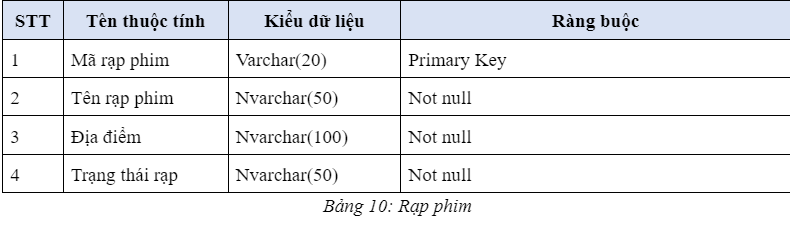 STT Tên thuộc tính Kiểu dữ liệu Ràng buộc
1 Mã rạp phim Varchar(20) Primary Key
2 Tên rạp phim Nvarchar(50) Not null
3 Địa điểm Nvarchar(100) Not null
4 Trạng thái rạp Nvarchar(50) Not null
Bảng 10: Rạp phim